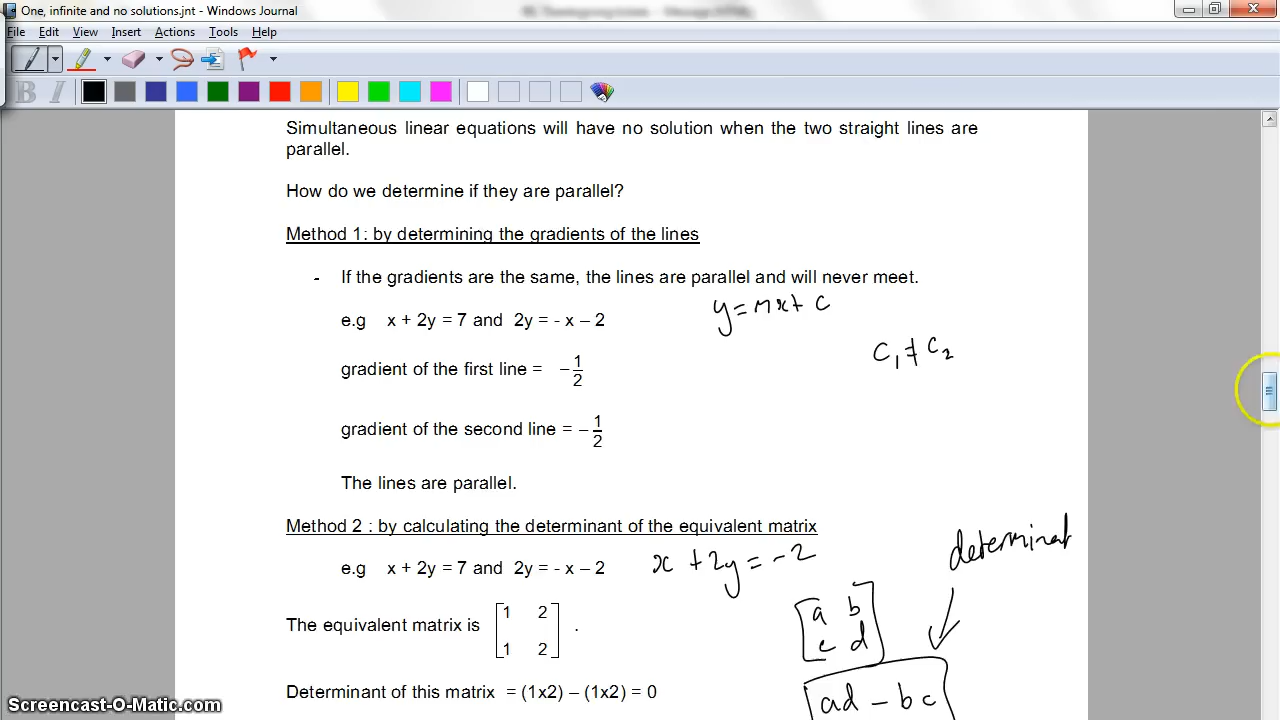 One, infinite and no solutions.jnt - Windows Journal
File Edit View Insert Actions Tools Help
B I
Simultaneous linear equations will have no solution when the two straight lines are
parallel.
How do we determine if they are parallel?
Method 1: by determining the gradients of the lines
- If the gradients are the same, the lines are parallel and will never meet.
y = mx + c
e.g x + 2y = 7 and 2y = - x – 2
c₁ ≠ c₂
gradient of the first line = – 1/2
gradient of the second line = – 1/2
The lines are parallel.
Method 2 : by calculating the determinant of the equivalent matrix
determinant
e.g x + 2y = 7 and 2y = - x – 2
x + 2y = -2
The equivalent matrix is [1 2
1 2] .
[a b
c d]
Determinant of this matrix = (1x2) – (1x2) = 0
ad – bc
Screencast-O-Matic.com